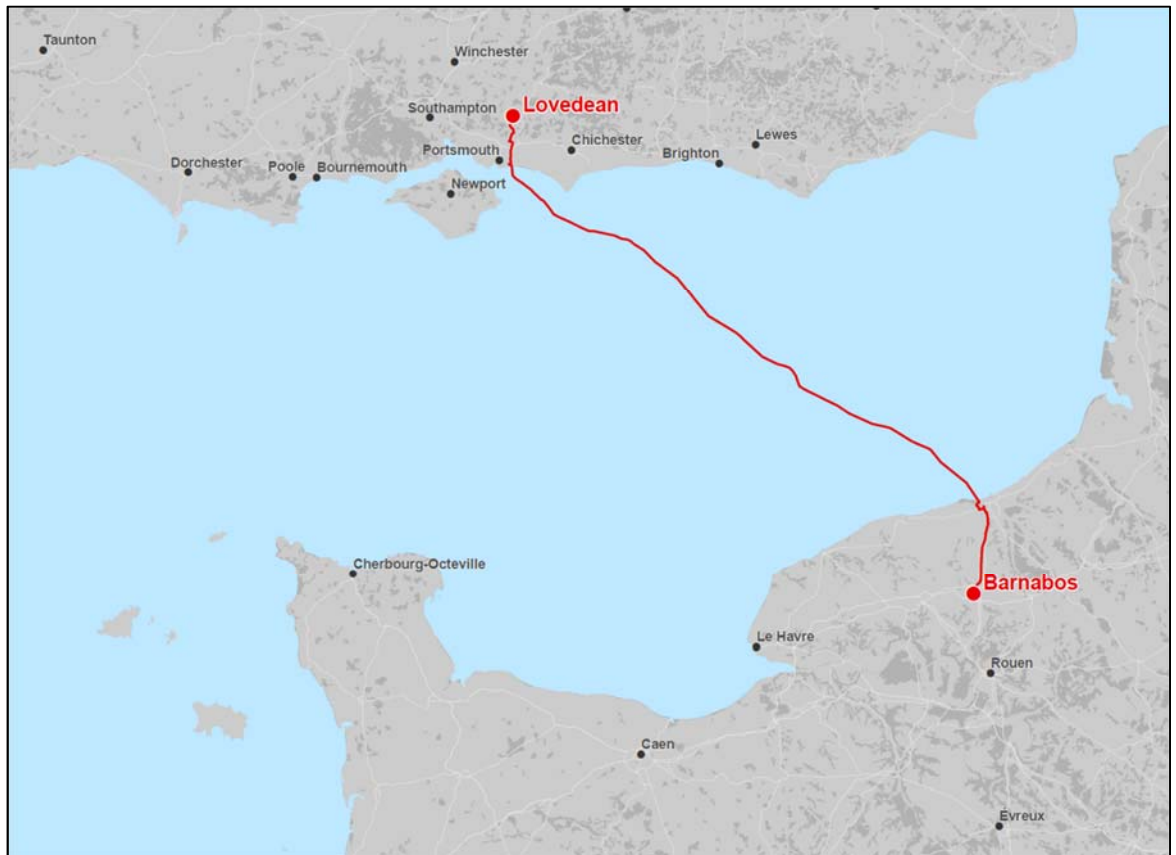 Taunton
Winchester
Lovedean
Southampton
Chichester
Lewes
Portsmouth
Brighton
Dorchester
Poole
Bournemouth
Newport
Cherbourg-Octeville
Barnabos
Le Havre
Rouen
Caen
Évreux